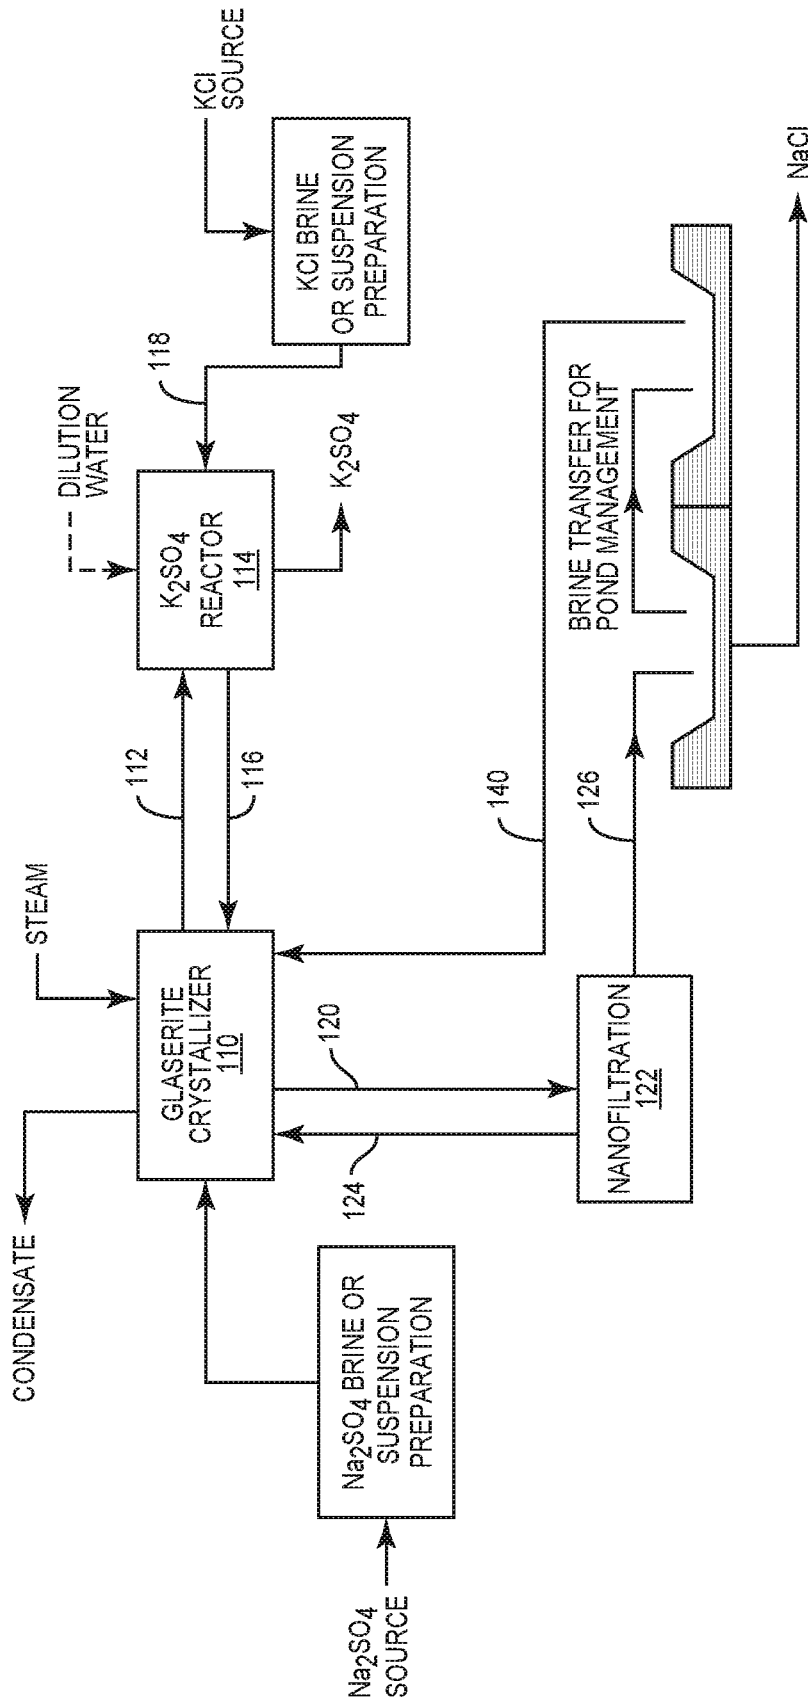 CONDENSATE
STEAM
DILUTION
WATER
KCl
SOURCE
Na2SO4
SOURCE
Na2SO4 BRINE OR
SUSPENSION
PREPARATION
GLASERITE
CRYSTALLIZER
110
112
116
K2SO4
REACTOR
114
118
KCl BRINE
OR SUSPENSION
PREPARATION
K2SO4
124
120
140
NANOFILTRATION
122
126
BRINE TRANSFER FOR
POND MANAGEMENT
NaCl